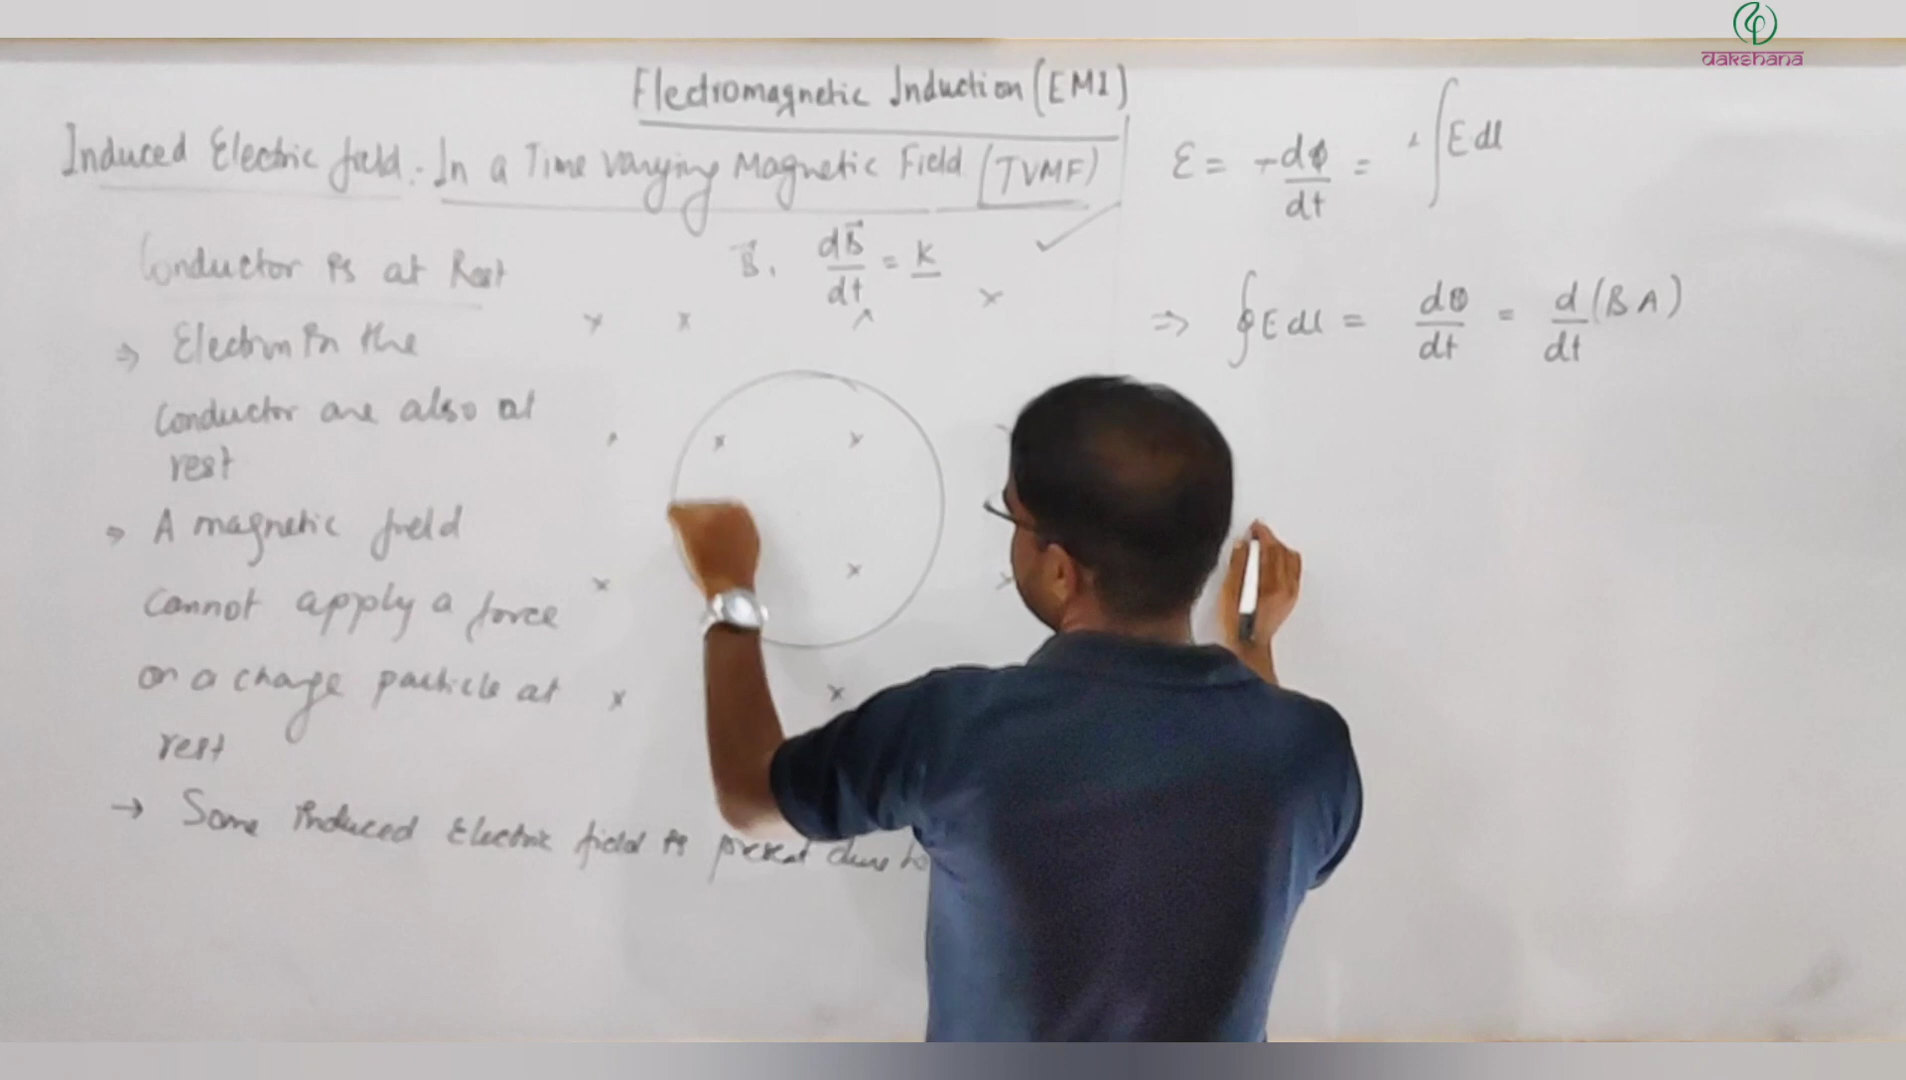 dakshana
Electromagnetic Induction (EMI)
Induced Electric field :- In a Time varying Magnetic Field (TVMF)
ε = -dφ/dt = ∫E dl
Conductor is at Rest
B⃗, dB⃗/dt = K
⇒ ∮E dl = dφ/dt = d/dt (BA)
⇒ Electron in the
Conductor are also at
rest
⇒ A magnetic field
Cannot apply a force
on a charge particle at
rest
→ Some induced Electric field is present due to